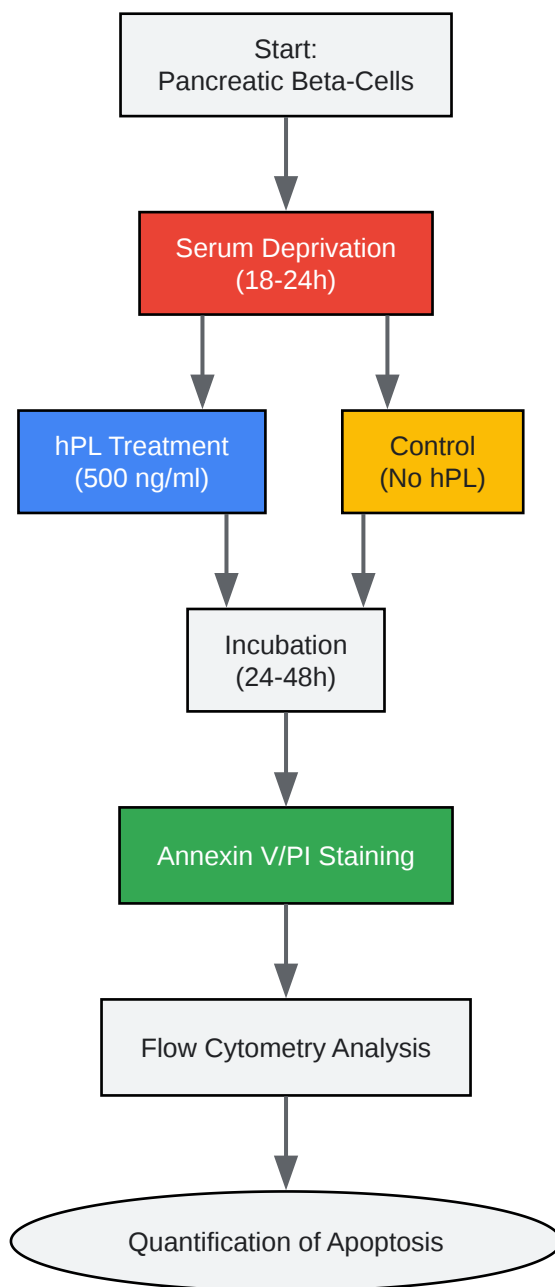 Start:
Pancreatic Beta-Cells
Serum Deprivation
(18-24h)
hPL Treatment
(500 ng/ml)
Control
(No hPL)
Incubation
(24-48h)
Annexin V/PI Staining
Flow Cytometry Analysis
Quantification of Apoptosis